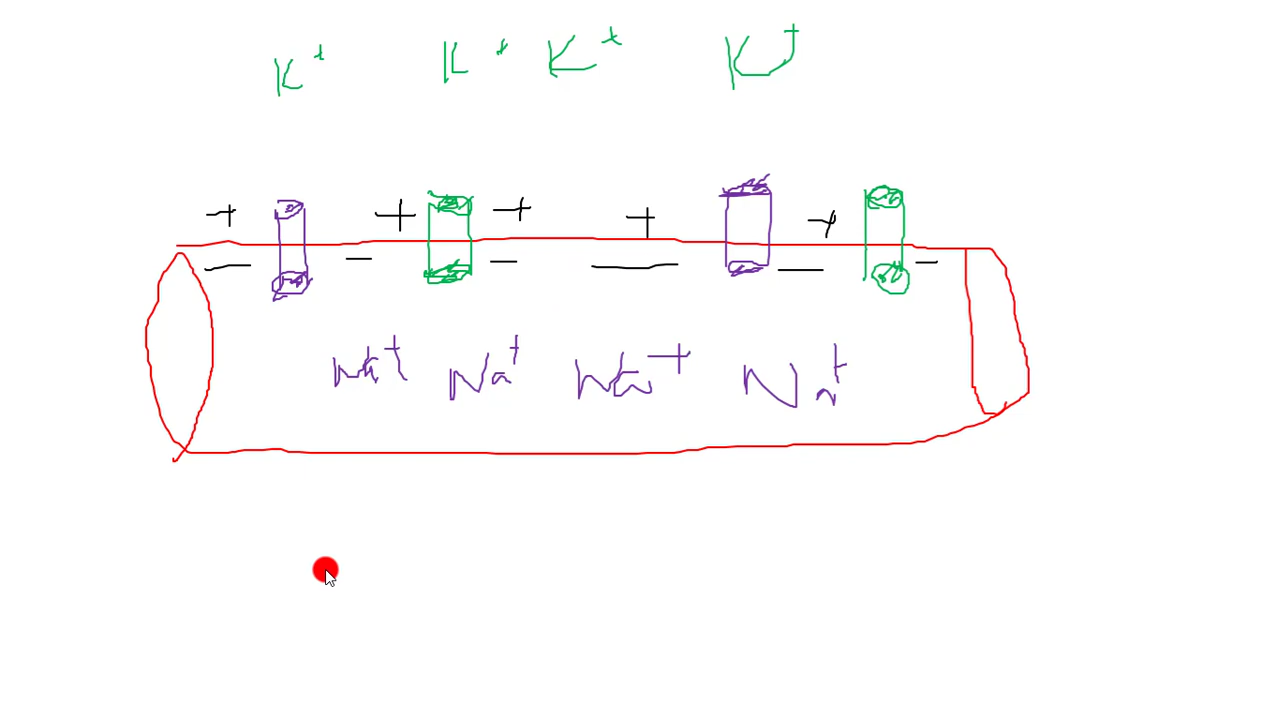 K+ K+ K+ K+
+ + + + +
- - - - - -
Na+ Na+ Na+ Na+